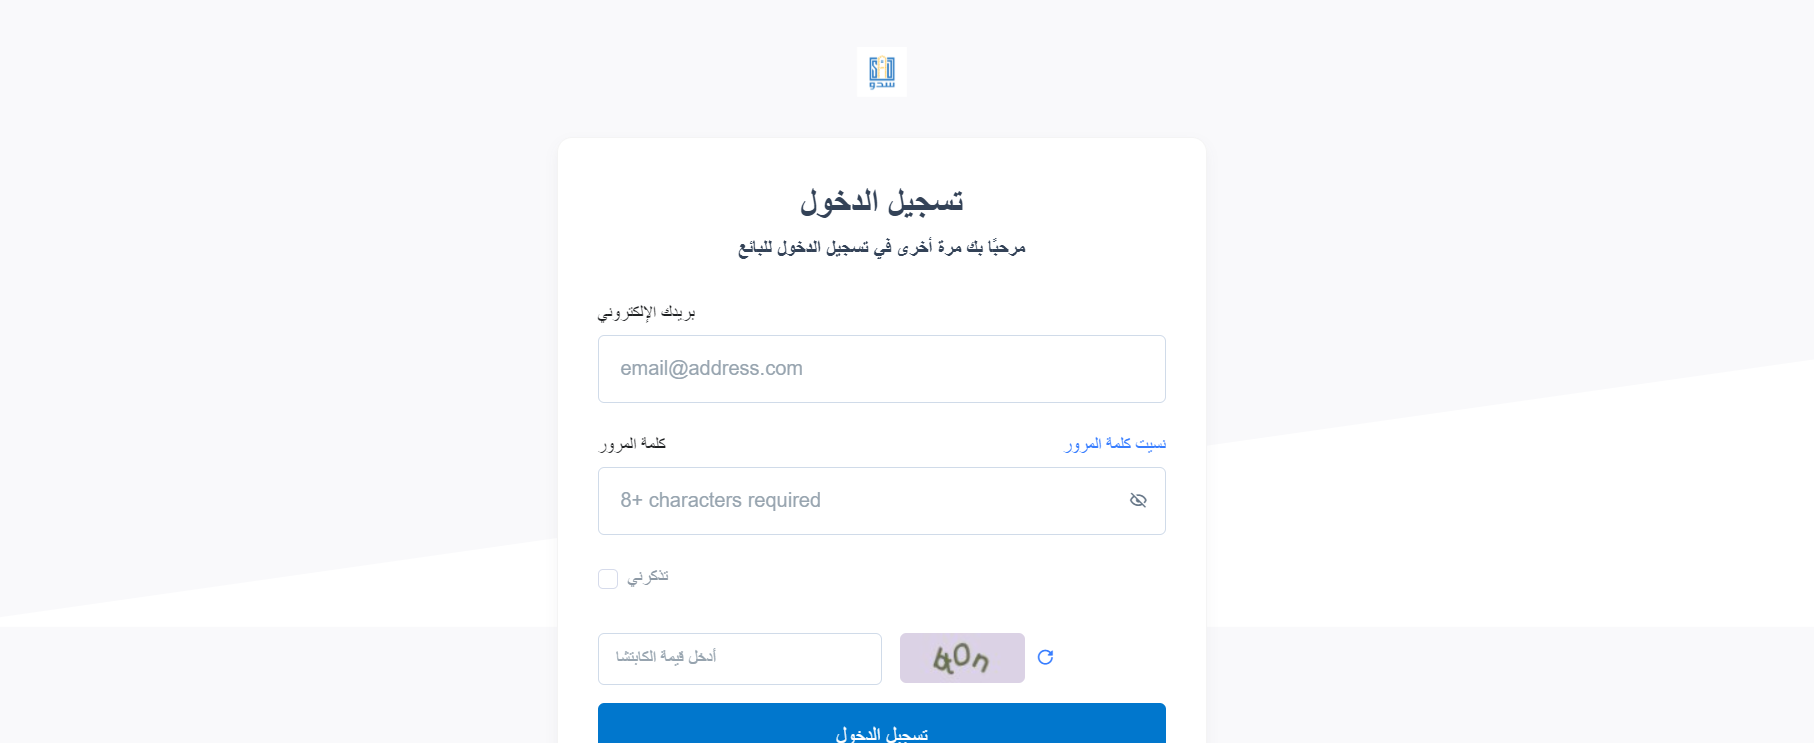 سدو
تسجيل الدخول
مرحبًا بك مرة أخرى في تسجيل الدخول للبائع
بريدك الإلكتروني
email@address.com
كلمة المرور
نسيت كلمة المرور
8+ characters required
تذكرني
أدخل قيمة الكابتشا
تسجيل الدخول